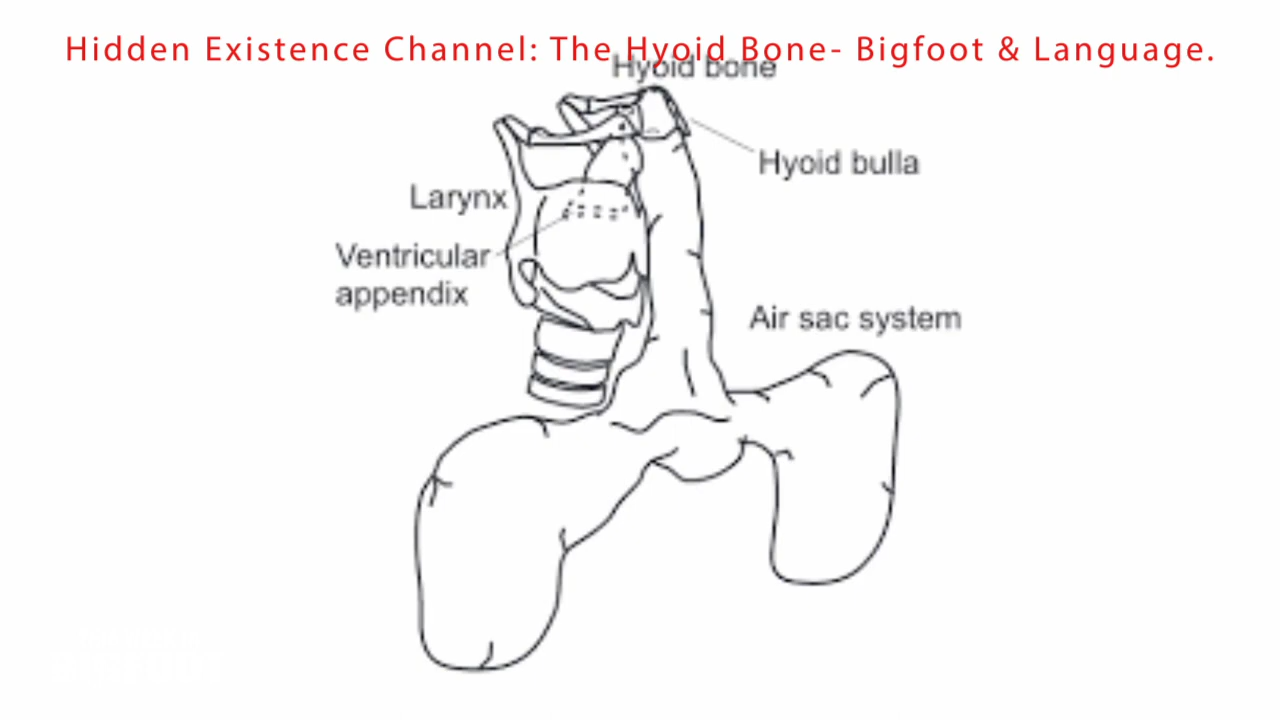 Hidden Existence Channel: The Hyoid Bone- Bigfoot & Language.
Hyoid bone
Hyoid bulla
Larynx
Ventricular
appendix
Air sac system